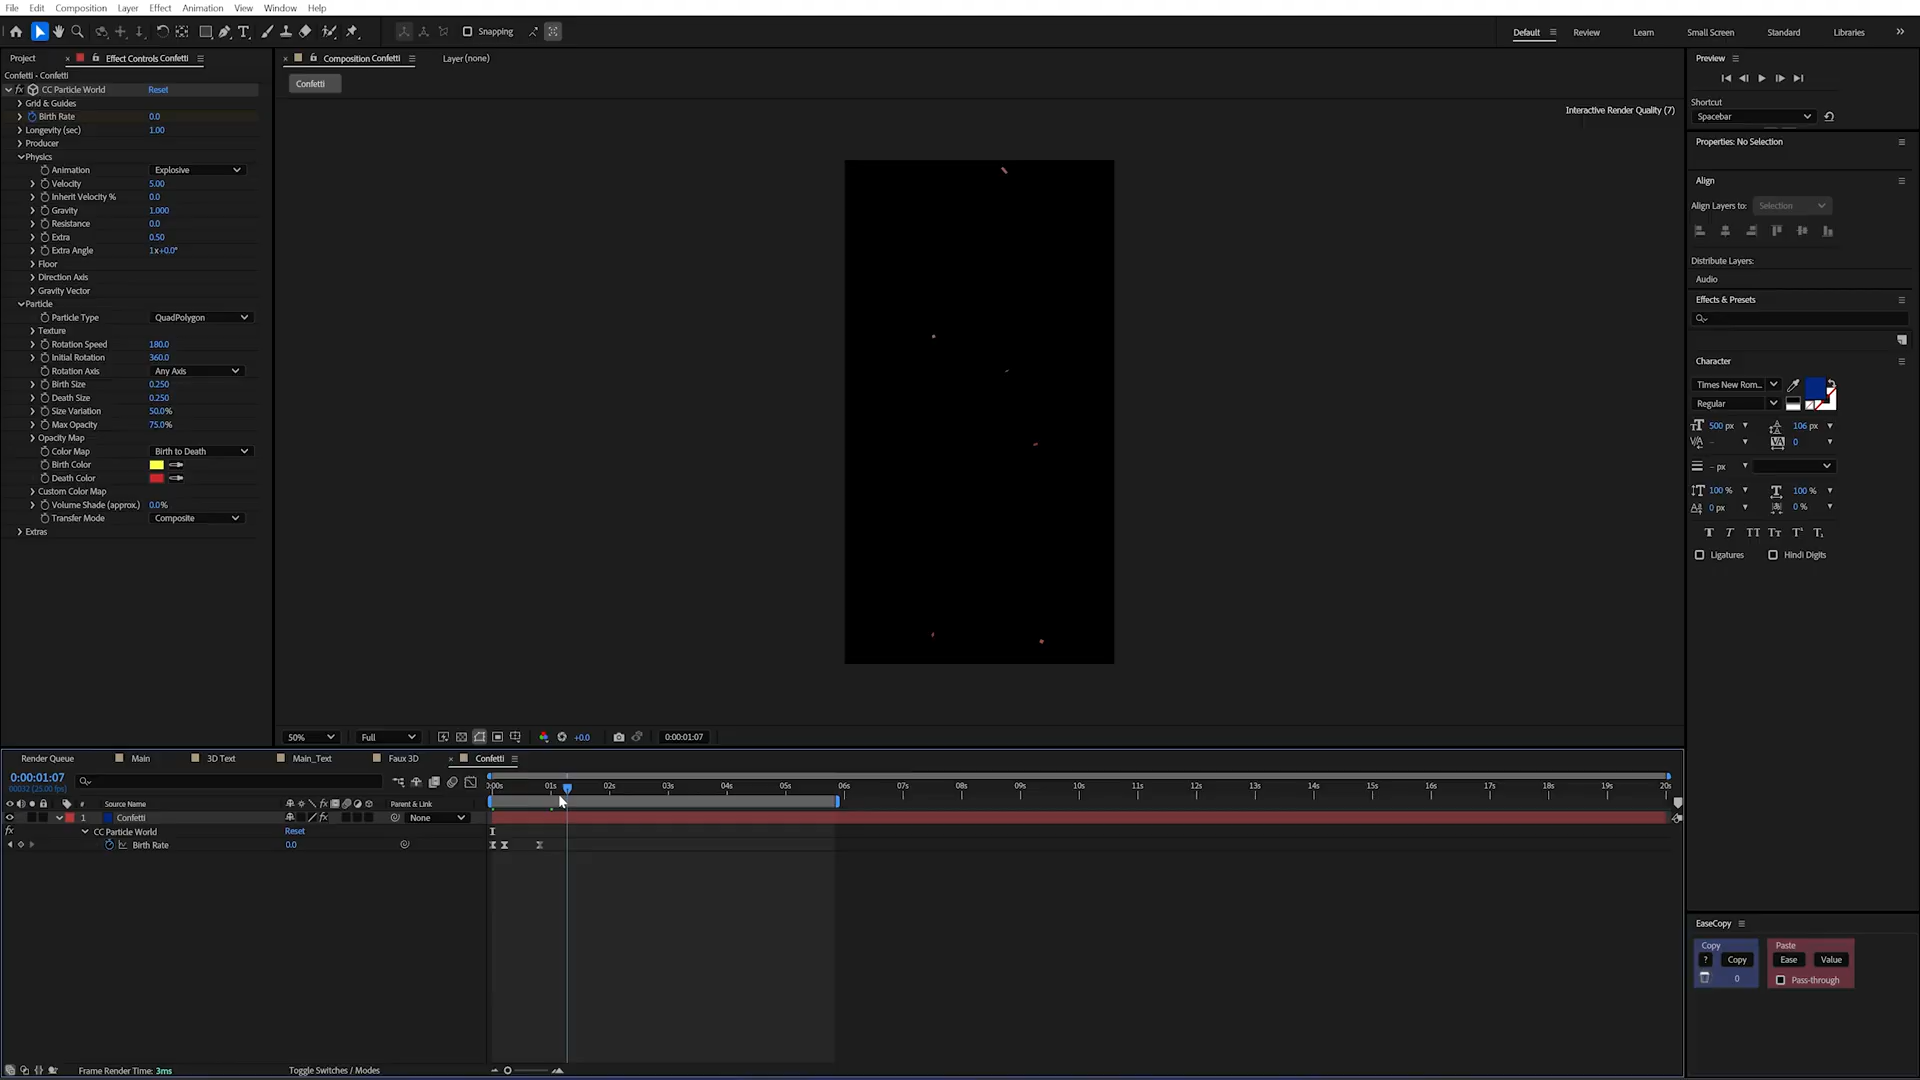 File Edit Composition Layer Effect Animation View Window Help
Snapping
Default Review Learn Small Screen Standard Libraries
Project Effect Controls Confetti
Confetti • Confetti
fx CC Particle World Reset
Grid & Guides
Birth Rate 0.0
Longevity (sec) 1.00
Producer
Physics
Animation Explosive
Velocity 5.00
Inherit Velocity % 0.0
Gravity 1.000
Resistance 0.0
Extra 0.50
Extra Angle 1x+0.0°
Floor
Direction Axis
Gravity Vector
Particle
Particle Type QuadPolygon
Texture
Rotation Speed 180.0
Initial Rotation 360.0
Rotation Axis Any Axis
Birth Size 0.250
Death Size 0.250
Size Variation 50.0%
Max Opacity 75.0%
Opacity Map
Color Map Birth to Death
Birth Color
Death Color
Custom Color Map
Volume Shade (approx.) 0.0%
Transfer Mode Composite
Extras
Composition Confetti Layer (none)
Confetti
Interactive Render Quality (7)
50% Full +0.0 0:00:01:07
Preview
Shortcut
Spacebar
Properties: No Selection
Align
Align Layers to: Selection
Distribute Layers:
Audio
Effects & Presets
Character
Times New Rom...
Regular
500 px 106 px
0
- px
100 % 100 %
0 px 0 %
T T TT Tт T¹ T₁
Ligatures Hindi Digits
EaseCopy
Copy Paste
? Copy Ease Value
0 Pass-through
Render Queue Main 3D Text Main_Text Faux 3D Confetti
0:00:01:07
00032 (25.00 fps)
:00s 01s 02s 03s 04s 05s 06s 07s 08s 09s 10s 11s 12s 13s 14s 15s 16s 17s 18s 19s 20s
# Source Name fx Parent & Link
1 Confetti fx None
fx CC Particle World Reset
Birth Rate 0.0
Frame Render Time: 3ms Toggle Switches / Modes